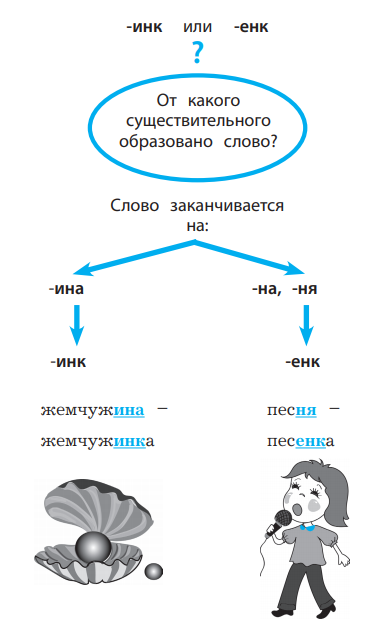 -инк или -енк
?
От какого
существительного
образовано слово?
Слово заканчивается
на:
-ина -на, -ня
-инк -енк
жемчужина – песня –
жемчужинка песенка